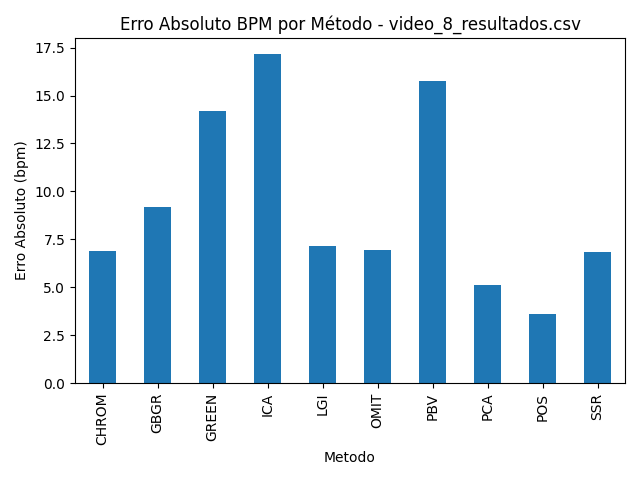 Erro Absoluto BPM por Método - video_8_resultados.csv
Erro Absoluto (bpm)
17.5
15.0
12.5
10.0
7.5
5.0
2.5
0.0
CHROM
GBGR
GREEN
ICA
LGI
OMIT
PBV
PCA
POS
SSR
Metodo